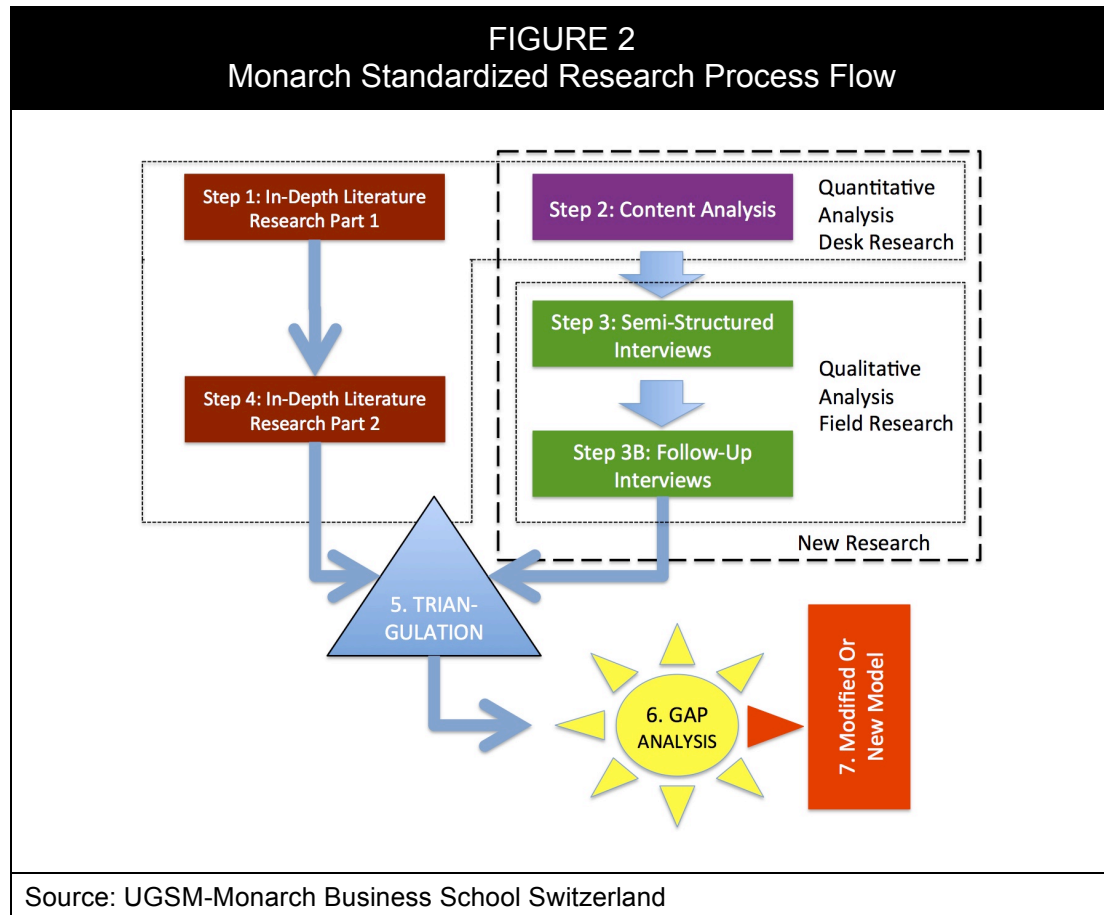 FIGURE 2
Monarch Standardized Research Process Flow
Step 1: In-Depth Literature
Research Part 1
Step 2: Content Analysis
Quantitative
Analysis
Desk Research
Step 3: Semi-Structured
Interviews
Qualitative
Analysis
Field Research
Step 4: In-Depth Literature
Research Part 2
Step 3B: Follow-Up
Interviews
New Research
5. TRIAN-
GULATION
6. GAP
ANALYSIS
7. Modified Or
New Model
Source: UGSM-Monarch Business School Switzerland